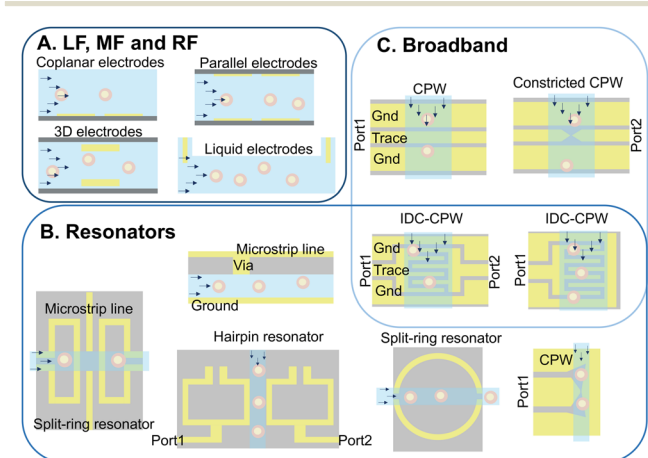 A. LF, MF and RF
Coplanar electrodes
Parallel electrodes
3D electrodes
Liquid electrodes
C. Broadband
CPW
Constricted CPW
Port1
Gnd
Trace
Gnd
Port2
IDC-CPW
IDC-CPW
Port1
Gnd
Trace
Gnd
Port2
Port1
B. Resonators
Microstrip line
Via
Ground
Microstrip line
Split-ring resonator
Hairpin resonator
Port1
Port2
Split-ring resonator
CPW
Port1